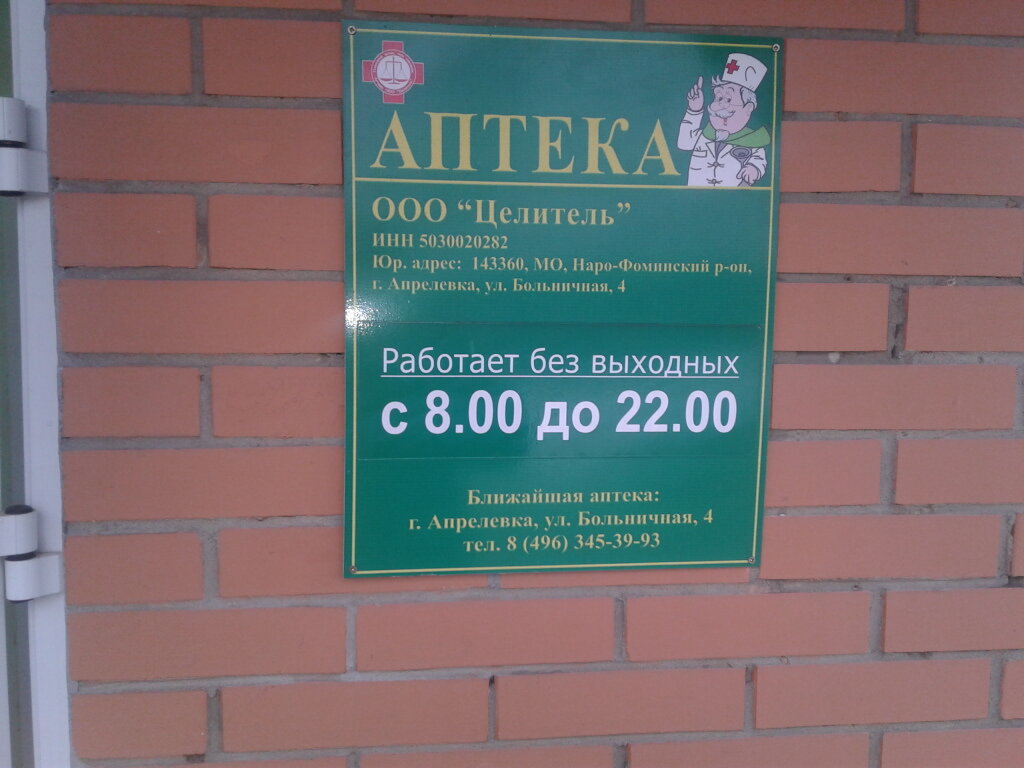 АПТЕКА
ООО “Целитель”
ИНН 5030020282
Юр. адрес: 143360, МО, Наро-Фоминский р-он,
г. Апрелевка, ул. Больничная, 4
Работает без выходных
с 8.00 до 22.00
Ближайшая аптека:
г. Апрелевка, ул. Больничная, 4
тел. 8 (496) 345-39-93